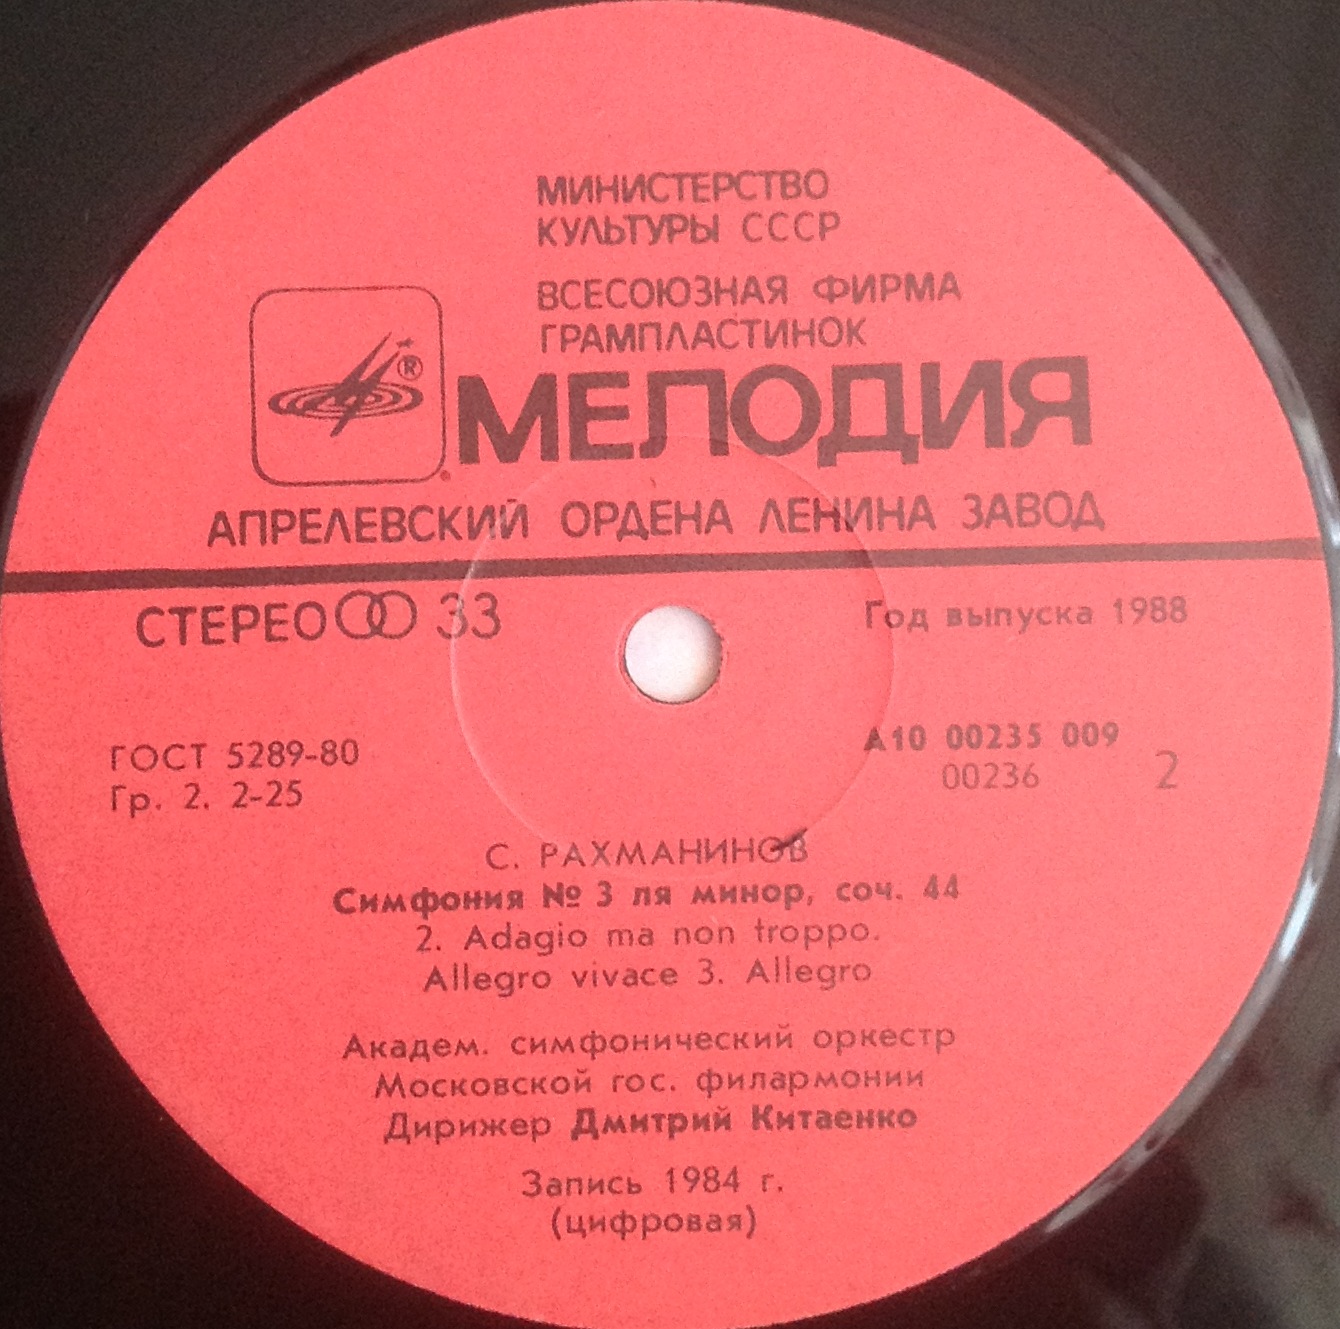 МИНИСТЕРСТВО
КУЛЬТУРЫ СССР
ВСЕСОЮЗНАЯ ФИРМА
ГРАМПЛАСТИНОК
®
МЕЛОДИЯ
АПРЕЛЕВСКИЙ ОРДЕНА ЛЕНИНА ЗАВОД
СТЕРЕО 33
Год выпуска 1988
ГОСТ 5289-80
Гр. 2. 2-25
А10 00235 009
00236 2
С. РАХМАНИНОВ
Симфония № 3 ля минор, соч. 44
2. Adagio ma non troppo.
Allegro vivace 3. Allegro
Академ. симфонический оркестр
Московской гос. филармонии
Дирижер Дмитрий Китаенко
Запись 1984 г.
(цифровая)